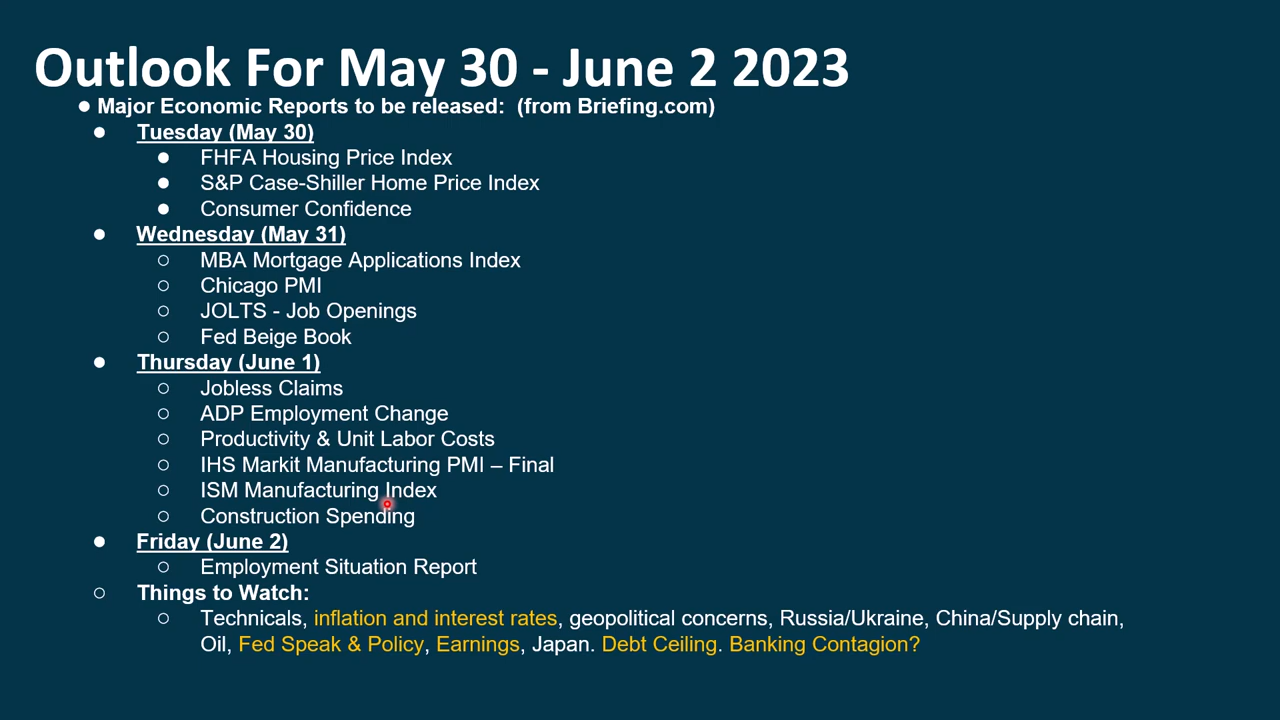 Outlook For May 30 - June 2 2023
● Major Economic Reports to be released:  (from Briefing.com)
● Tuesday (May 30)
● FHFA Housing Price Index
● S&P Case-Shiller Home Price Index
● Consumer Confidence
● Wednesday (May 31)
○ MBA Mortgage Applications Index
○ Chicago PMI
○ JOLTS - Job Openings
○ Fed Beige Book
● Thursday (June 1)
○ Jobless Claims
○ ADP Employment Change
○ Productivity & Unit Labor Costs
○ IHS Markit Manufacturing PMI – Final
○ ISM Manufacturing Index
○ Construction Spending
● Friday (June 2)
○ Employment Situation Report
○ Things to Watch:
○ Technicals, inflation and interest rates, geopolitical concerns, Russia/Ukraine, China/Supply chain,
Oil, Fed Speak & Policy, Earnings, Japan. Debt Ceiling. Banking Contagion?